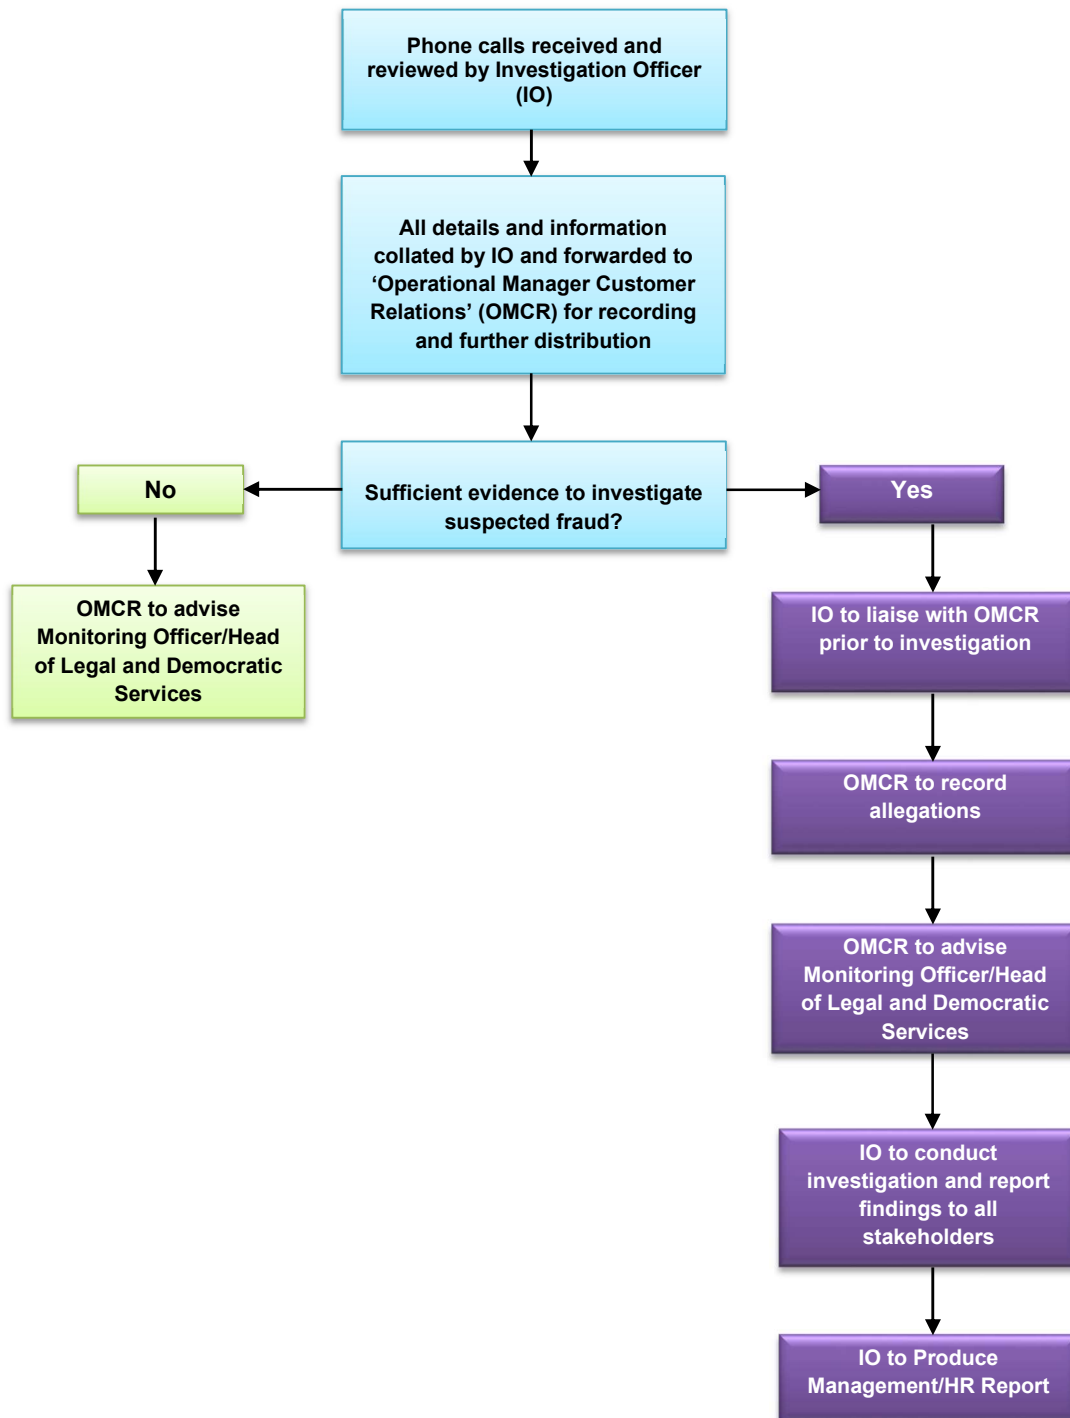 Phone calls received and
reviewed by Investigation Officer
(IO)
All details and information
collated by IO and forwarded to
‘Operational Manager Customer
Relations’ (OMCR) for recording
and further distribution
Sufficient evidence to investigate
suspected fraud?
No
OMCR to advise
Monitoring Officer/Head
of Legal and Democratic
Services
Yes
IO to liaise with OMCR
prior to investigation
OMCR to record
allegations
OMCR to advise
Monitoring Officer/Head
of Legal and Democratic
Services
IO to conduct
investigation and report
findings to all
stakeholders
IO to Produce
Management/HR Report